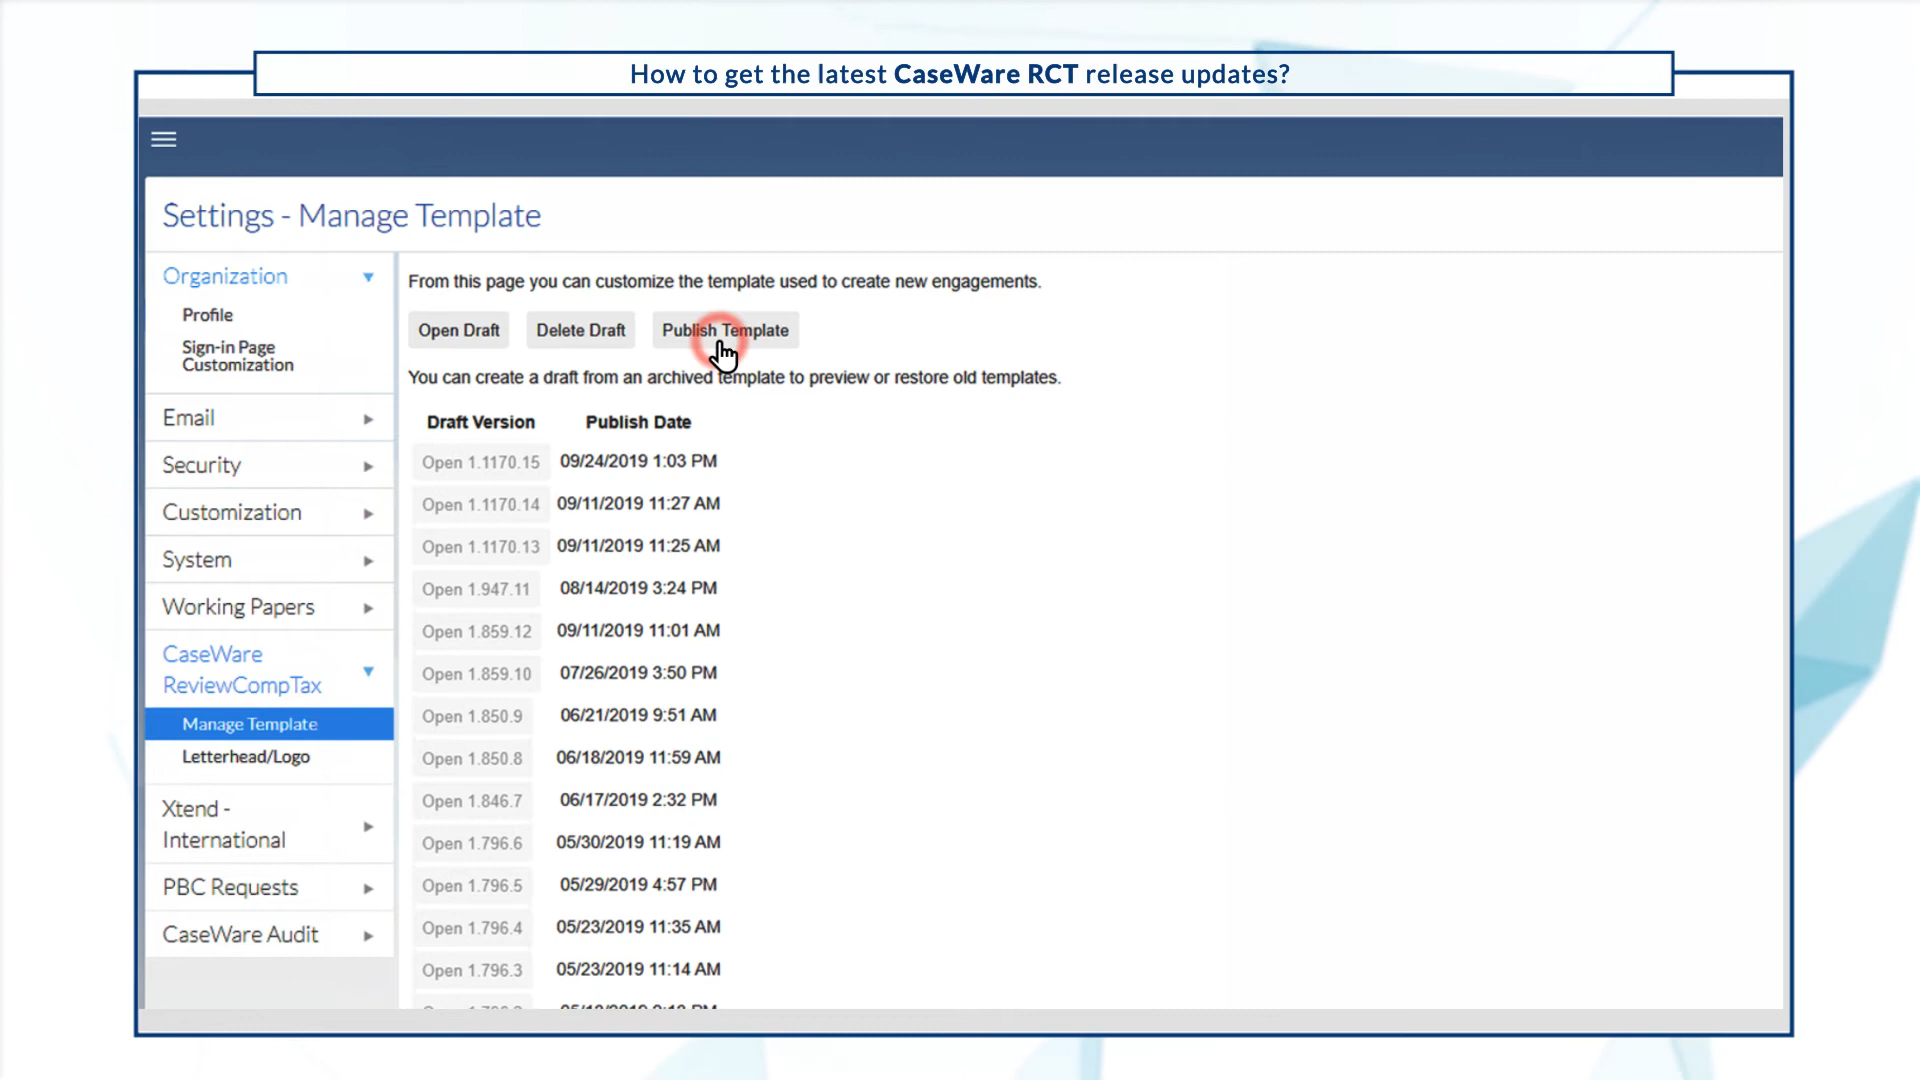 How to get the latest CaseWare RCT release updates?
Settings - Manage Template
Organization
Profile
Sign-in Page
Customization
Email
Security
Customization
System
Working Papers
CaseWare
ReviewCompTax
Manage Template
Letterhead/Logo
Xtend -
International
PBC Requests
CaseWare Audit
From this page you can customize the template used to create new engagements.
Open Draft Delete Draft Publish Template
You can create a draft from an archived template to preview or restore old templates.
Draft Version Publish Date
Open 1.1170.15 09/24/2019 1:03 PM
Open 1.1170.14 09/11/2019 11:27 AM
Open 1.1170.13 09/11/2019 11:25 AM
Open 1.947.11 08/14/2019 3:24 PM
Open 1.859.12 09/11/2019 11:01 AM
Open 1.859.10 07/26/2019 3:50 PM
Open 1.850.9 06/21/2019 9:51 AM
Open 1.850.8 06/18/2019 11:59 AM
Open 1.846.7 06/17/2019 2:32 PM
Open 1.796.6 05/30/2019 11:19 AM
Open 1.796.5 05/29/2019 4:57 PM
Open 1.796.4 05/23/2019 11:35 AM
Open 1.796.3 05/23/2019 11:14 AM